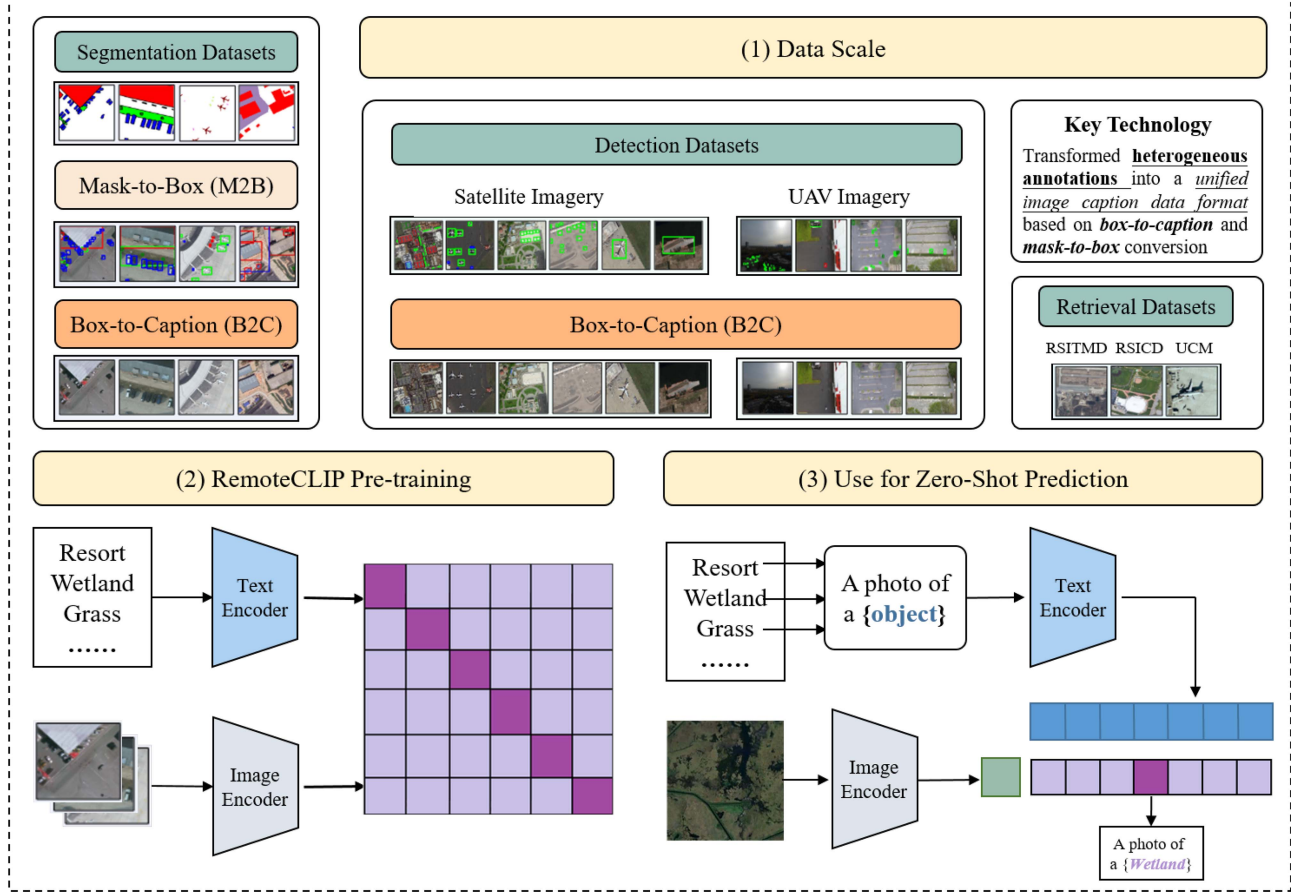 Segmentation Datasets
Mask-to-Box (M2B)
Box-to-Caption (B2C)
(1) Data Scale
Detection Datasets
Satellite Imagery
UAV Imagery
Box-to-Caption (B2C)
Key Technology
Transformed heterogeneous
annotations into a unified
image caption data format
based on box-to-caption and
mask-to-box conversion
Retrieval Datasets
RSITMD RSICD UCM
(2) RemoteCLIP Pre-training
Resort
Wetland
Grass
......
Text
Encoder
Image
Encoder
(3) Use for Zero-Shot Prediction
Resort
Wetland
Grass
......
A photo of
a {object}
Text
Encoder
Image
Encoder
A photo of
a {Wetland}